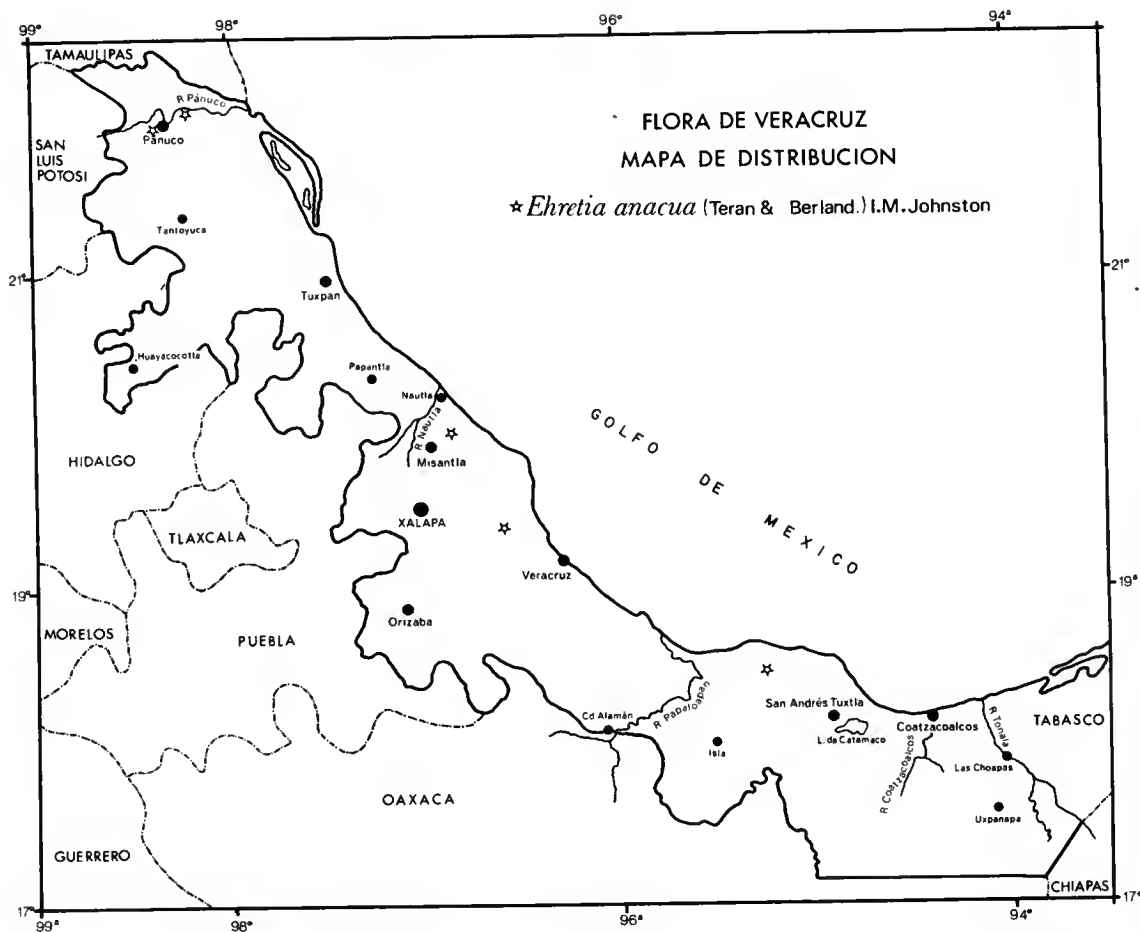 99°
98°
96°
94°
TAMAULIPAS
R Pánuco
Pánuco
SAN
LUIS
POTOSI
FLORA DE VERACRUZ
MAPA DE DISTRIBUCION
☆ Ehretia anacua (Teran & Berland.) I.M.Johnston
Tantoyuca
21°
21°
Tuxpan
Huayacocotla
Papantla
Nautla
R Nautla
Misantla
GOLFO
DE
MEXICO
HIDALGO
XALAPA
TLAXCALA
Veracruz
19°
19°
MORELOS
Orizaba
PUEBLA
Cd Alamán
R Papaloapan
San Andrés Tuxtla
L. de Catamaco
Isla
Coatzacoalcos
R Coatzacoalcos
R Tonalá
TABASCO
Las Choapas
Uxpanapa
OAXACA
GUERRERO
CHIAPAS
17°
17°
99°
98°
96°
94°